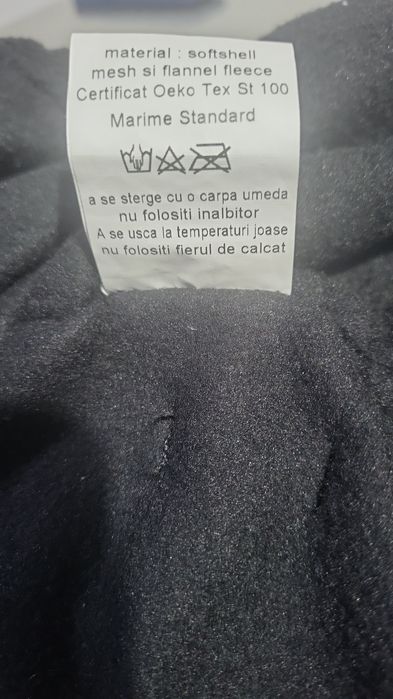 material : softshell
mesh si flannel fleece
Certificat Oeko Tex St 100
Marime Standard
a se sterge cu o carpa umeda
nu folositi inalbitor
A se usca la temperaturi joase
nu folositi fierul de calcat